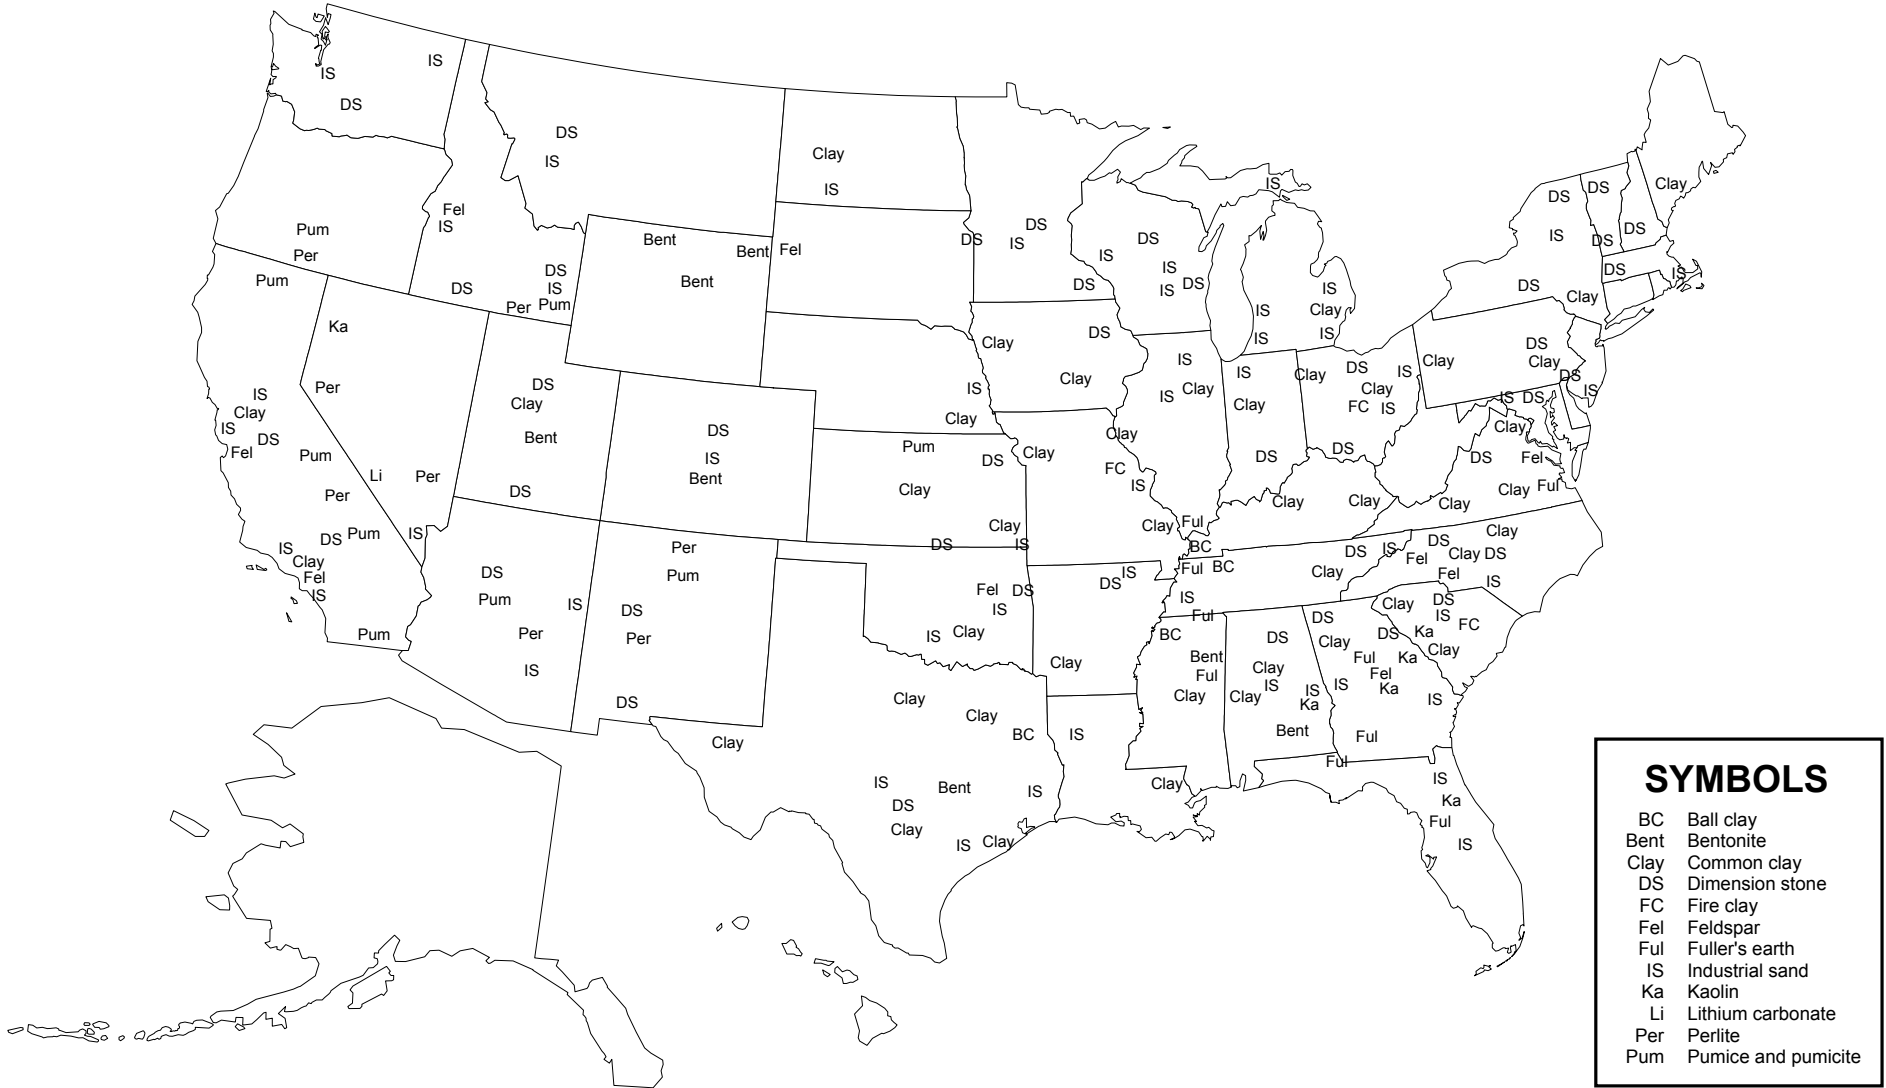 IS
IS
DS
DS
IS
Clay
IS
IS
Clay
DS
DS
DS
Fel
IS
Pum
Per
Pum
Bent
Bent
Bent
Fel
DS
DS
IS
DS
IS
DS
IS
IS
DS
IS
DS
DS
IS
DS
IS
Clay
DS
DS
IS
Per
Pum
IS
Clay
IS
IS
Ka
Per
Clay
DS
Clay
IS
IS
Clay
IS
Clay
DS
IS
Clay
FC
IS
DS
Clay
DS
Clay
DS
IS
IS
DS
IS
Clay
IS
DS
Fel
Pum
DS
Clay
Bent
DS
DS
IS
Bent
IS
Clay
Pum
DS
Clay
Clay
DS
IS
Clay
Clay
FC
IS
Clay
DS
DS
Clay
DS
Fel
Clay
Ful
Clay
Clay
Clay
Li
Per
Per
DS
Pum
IS
IS
Clay
Fel
IS
Pum
DS
Pum
IS
Per
IS
Per
Pum
DS
Per
DS
Fel
DS
IS
IS
Clay
DS
IS
Clay
Ful
BC
Ful
BC
IS
Ful
DS
IS
Clay
Clay
DS
Fel
Clay
DS
Fel
IS
BC
Bent
Ful
Clay
DS
Clay
IS
Clay
IS
Ka
Bent
DS
Clay
DS
Ful
Ka
Fel
Ka
IS
IS
Ful
Clay
DS
IS
Ka
FC
Clay
Clay
Clay
Clay
BC
IS
IS
Bent
DS
Clay
IS
IS
Clay
Clay
Ful
IS
Ka
Ful
IS
SYMBOLS
BC Ball clay
Bent Bentonite
Clay Common clay
DS Dimension stone
FC Fire clay
Fel Feldspar
Ful Fuller's earth
IS Industrial sand
Ka Kaolin
Li Lithium carbonate
Per Perlite
Pum Pumice and pumicite